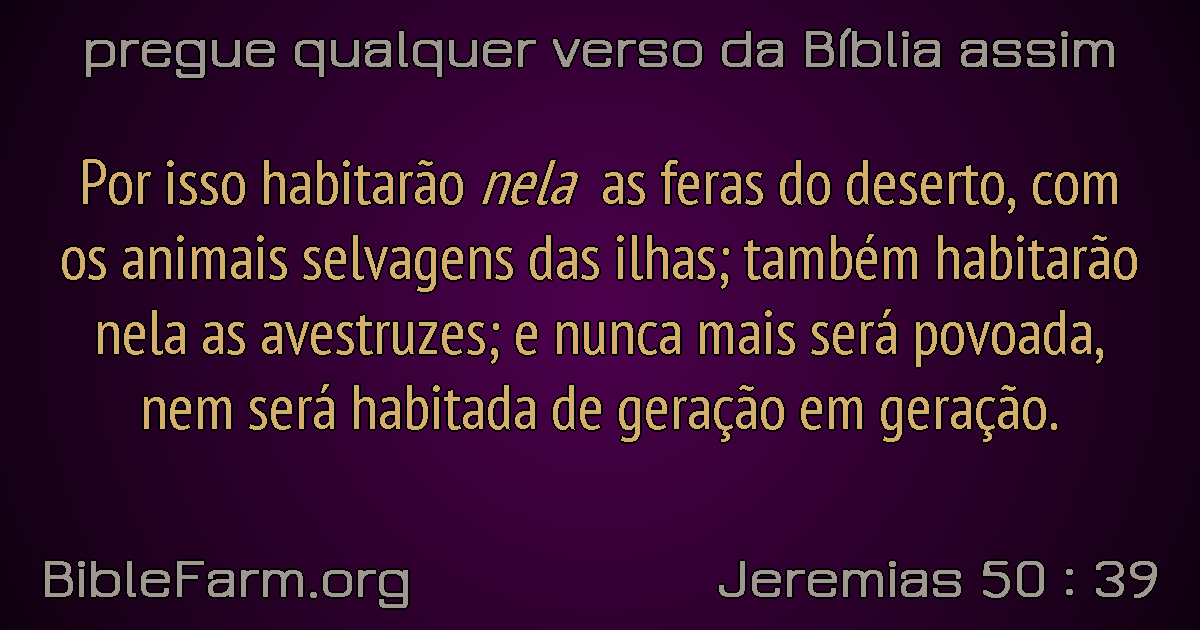 pregue qualquer verso da Bíblia assim
Por isso habitarão nela as feras do deserto, com
os animais selvagens das ilhas; também habitarão
nela as avestruzes; e nunca mais será povoada,
nem será habitada de geração em geração.
BibleFarm.org
Jeremias 50 : 39